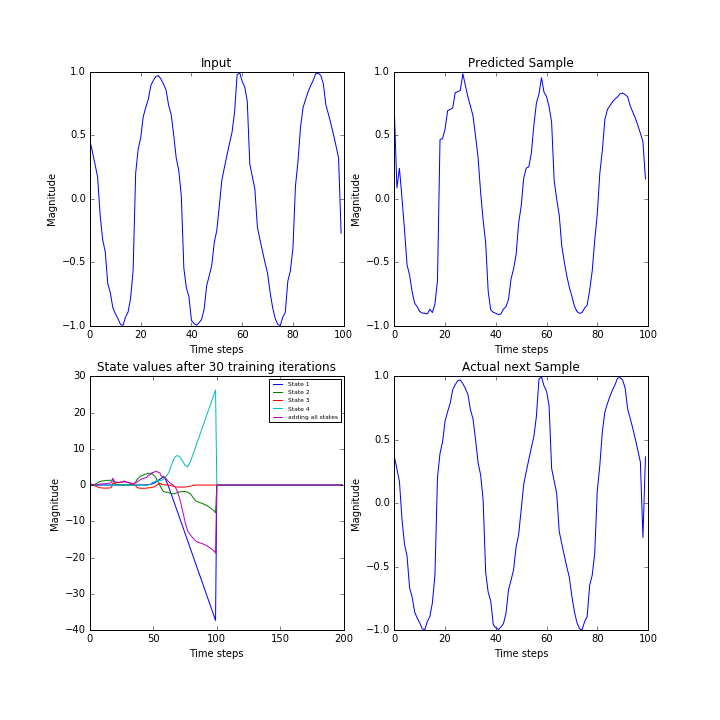 Input
1.0
0.5
0.0
−0.5
−1.0
Magnitude
0 20 40 60 80 100
Time steps
Predicted Sample
1.0
0.5
0.0
−0.5
−1.0
Magnitude
0 20 40 60 80 100
Time steps
State values after 30 training iterations
30
20
10
0
−10
−20
−30
−40
Magnitude
State 1
State 2
State 3
State 4
adding all states
0 50 100 150 200
Time steps
Actual next Sample
1.0
0.5
0.0
−0.5
−1.0
Magnitude
0 20 40 60 80 100
Time steps